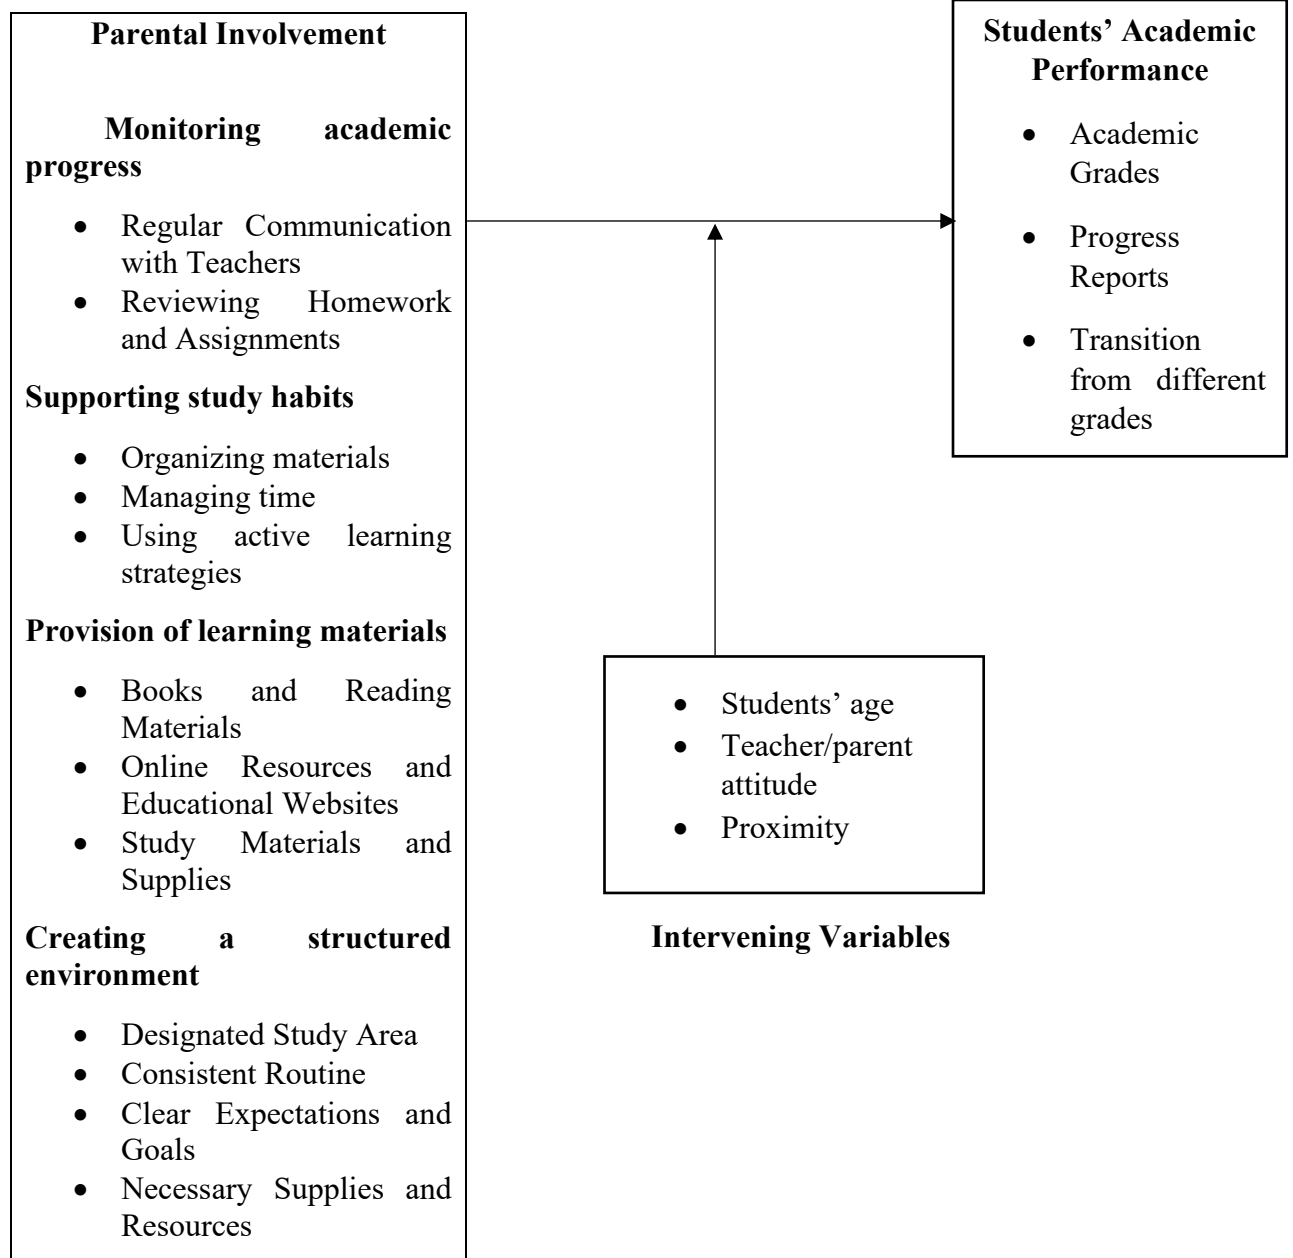 Parental Involvement
Monitoring academic
progress
• Regular Communication
with Teachers
• Reviewing Homework
and Assignments
Supporting study habits
• Organizing materials
• Managing time
• Using active learning
strategies
Provision of learning materials
• Books and Reading
Materials
• Online Resources and
Educational Websites
• Study Materials and
Supplies
Creating a structured
environment
• Designated Study Area
• Consistent Routine
• Clear Expectations and
Goals
• Necessary Supplies and
Resources
Students’ Academic
Performance
• Academic
Grades
• Progress
Reports
• Transition
from different
grades
• Students’ age
• Teacher/parent
attitude
• Proximity
Intervening Variables